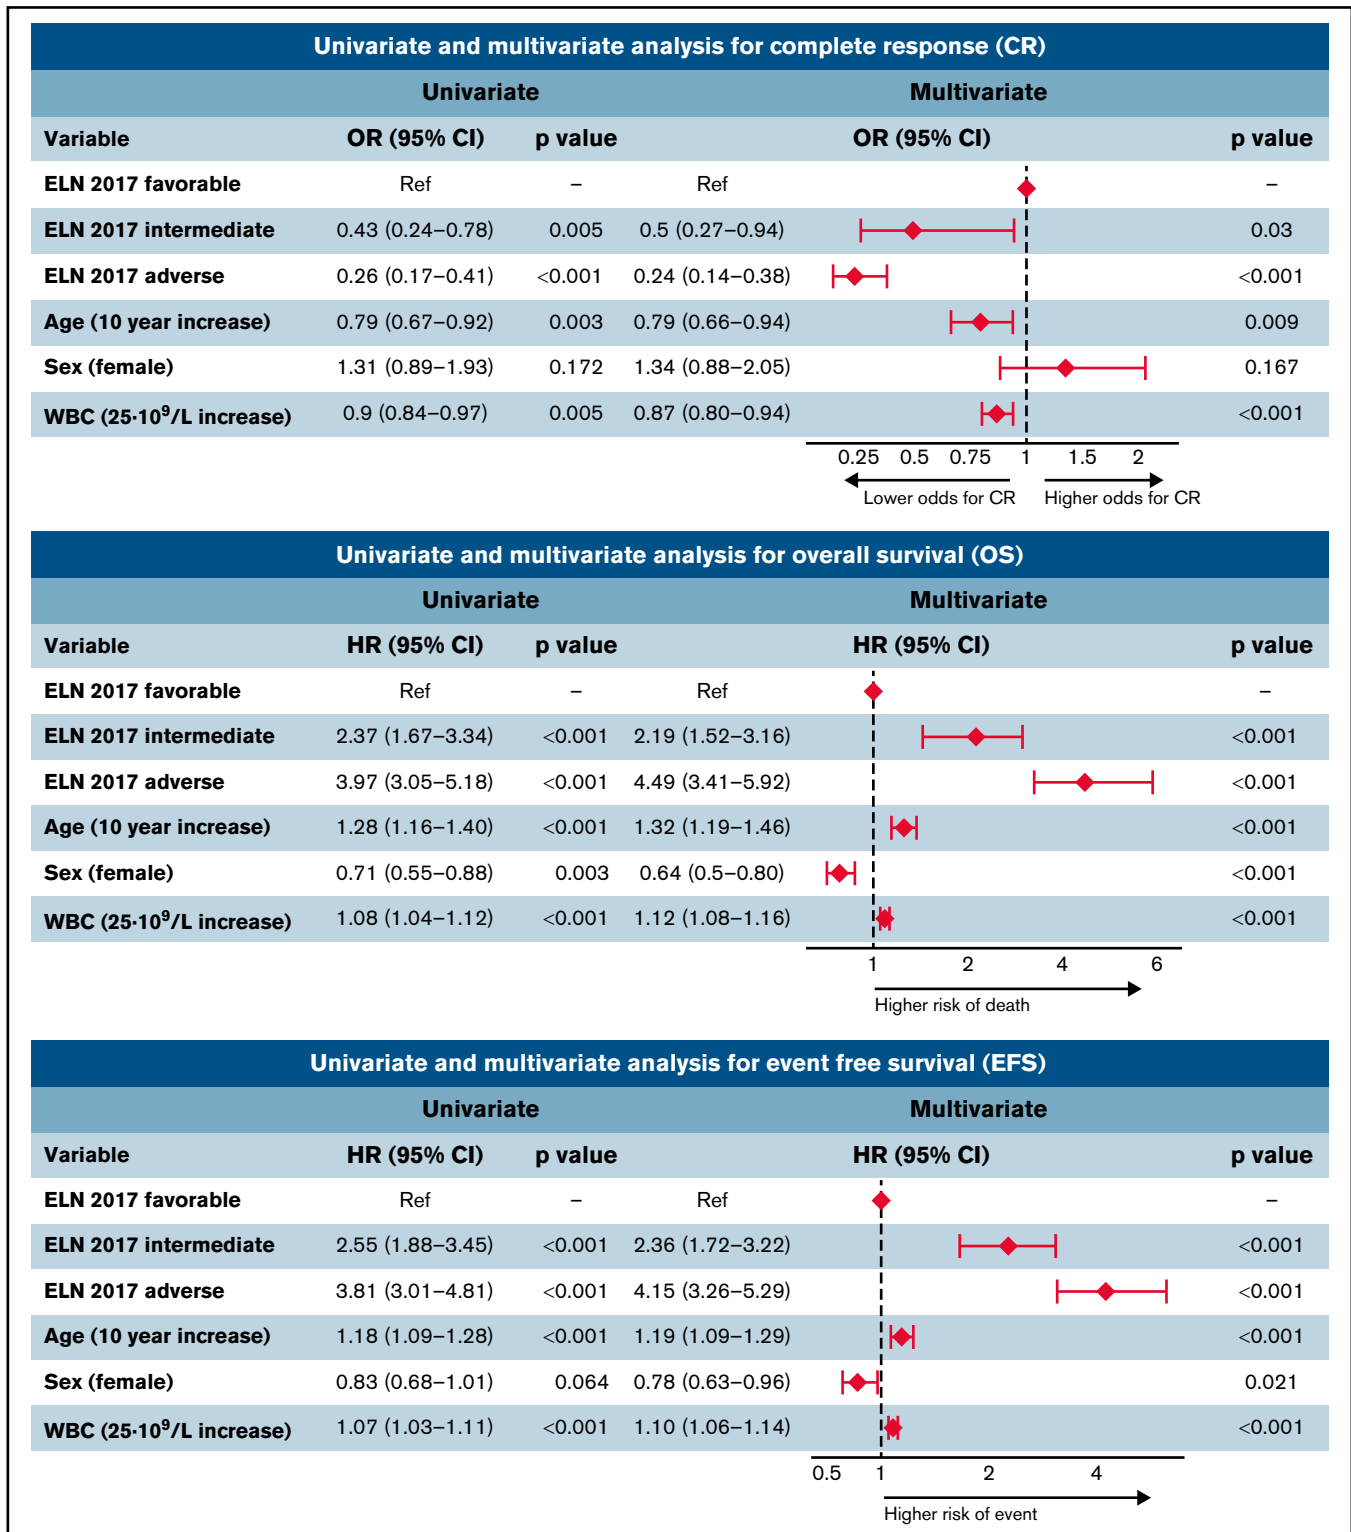 Univariate and multivariate analysis for complete response (CR)
Univariate Multivariate
Variable OR (95% CI) p value OR (95% CI) p value
ELN 2017 favorable Ref – Ref –
ELN 2017 intermediate 0.43 (0.24–0.78) 0.005 0.5 (0.27–0.94) 0.03
ELN 2017 adverse 0.26 (0.17–0.41) <0.001 0.24 (0.14–0.38) <0.001
Age (10 year increase) 0.79 (0.67–0.92) 0.003 0.79 (0.66–0.94) 0.009
Sex (female) 1.31 (0.89–1.93) 0.172 1.34 (0.88–2.05) 0.167
WBC (25·10⁹/L increase) 0.9 (0.84–0.97) 0.005 0.87 (0.80–0.94) <0.001
0.25 0.5 0.75 1 1.5 2
Lower odds for CR Higher odds for CR
Univariate and multivariate analysis for overall survival (OS)
Univariate Multivariate
Variable HR (95% CI) p value HR (95% CI) p value
ELN 2017 favorable Ref – Ref –
ELN 2017 intermediate 2.37 (1.67–3.34) <0.001 2.19 (1.52–3.16) <0.001
ELN 2017 adverse 3.97 (3.05–5.18) <0.001 4.49 (3.41–5.92) <0.001
Age (10 year increase) 1.28 (1.16–1.40) <0.001 1.32 (1.19–1.46) <0.001
Sex (female) 0.71 (0.55–0.88) 0.003 0.64 (0.5–0.80) <0.001
WBC (25·10⁹/L increase) 1.08 (1.04–1.12) <0.001 1.12 (1.08–1.16) <0.001
1 2 4 6
Higher risk of death
Univariate and multivariate analysis for event free survival (EFS)
Univariate Multivariate
Variable HR (95% CI) p value HR (95% CI) p value
ELN 2017 favorable Ref – Ref –
ELN 2017 intermediate 2.55 (1.88–3.45) <0.001 2.36 (1.72–3.22) <0.001
ELN 2017 adverse 3.81 (3.01–4.81) <0.001 4.15 (3.26–5.29) <0.001
Age (10 year increase) 1.18 (1.09–1.28) <0.001 1.19 (1.09–1.29) <0.001
Sex (female) 0.83 (0.68–1.01) 0.064 0.78 (0.63–0.96) 0.021
WBC (25·10⁹/L increase) 1.07 (1.03–1.11) <0.001 1.10 (1.06–1.14) <0.001
0.5 1 2 4
Higher risk of event